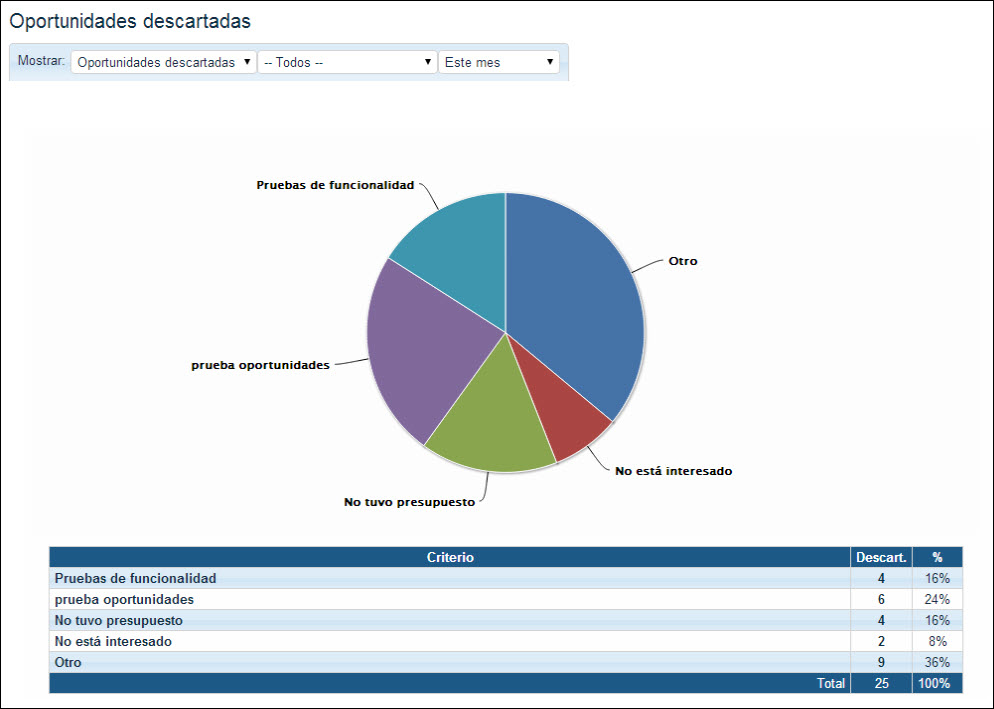 Oportunidades descartadas
Mostrar: Oportunidades descartadas -- Todos -- Este mes
Pruebas de funcionalidad
Otro
prueba oportunidades
No está interesado
No tuvo presupuesto
Criterio Descart. %
Pruebas de funcionalidad 4 16%
prueba oportunidades 6 24%
No tuvo presupuesto 4 16%
No está interesado 2 8%
Otro 9 36%
Total 25 100%